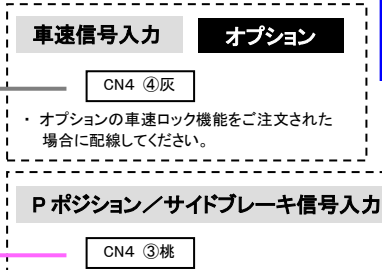 車速信号入力 オプション
CN4 ④灰
・ オプションの車速ロック機能をご注文された
場合に配線してください。
P ポジション／サイドブレーキ信号入力
CN4 ③桃